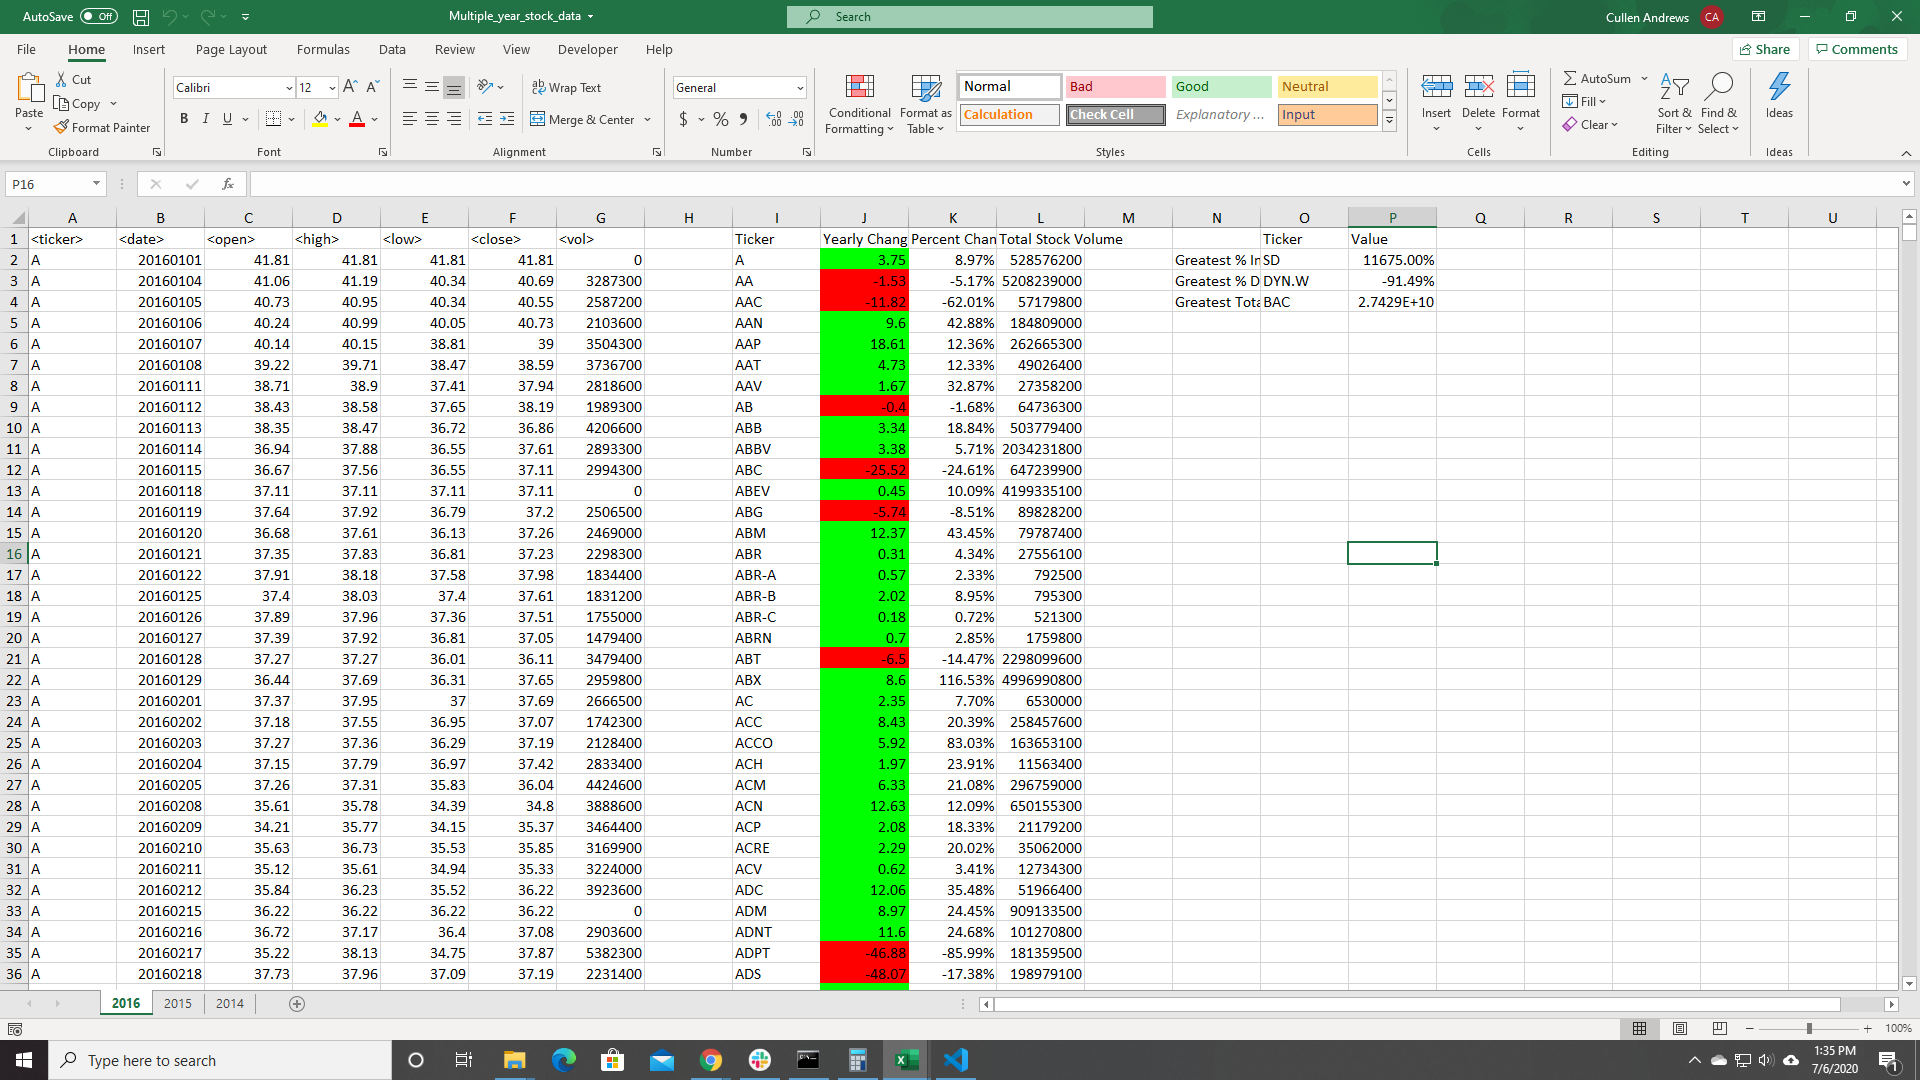 AutoSave Off Multiple_year_stock_data Search Cullen Andrews CA
File Home Insert Page Layout Formulas Data Review View Developer Help Share Comments
Paste Cut Copy Format Painter Clipboard
Calibri 12 B I U A A A Font
Wrap Text Merge & Center Alignment
General $ % Number
Conditional Formatting Format as Table Normal Bad Good Neutral Calculation Check Cell Explanatory ... Input Styles
Insert Delete Format Cells
AutoSum Fill Clear Sort & Filter Find & Select Editing
Ideas Ideas
P16 fx
A B C D E F G H I J K L M N O P Q R S T U
1 <ticker> <date> <open> <high> <low> <close> <vol> Ticker Yearly Chang Percent Chan Total Stock Volume Ticker Value
2 A 20160101 41.81 41.81 41.81 41.81 0 A 3.75 8.97% 528576200 Greatest % In SD 11675.00%
3 A 20160104 41.06 41.19 40.34 40.69 3287300 AA -1.53 -5.17% 5208239000 Greatest % D DYN.W -91.49%
4 A 20160105 40.73 40.95 40.34 40.55 2587200 AAC -11.82 -62.01% 57179800 Greatest Tota BAC 2.7429E+10
5 A 20160106 40.24 40.99 40.05 40.73 2103600 AAN 9.6 42.88% 184809000
6 A 20160107 40.14 40.15 38.81 39 3504300 AAP 18.61 12.36% 262665300
7 A 20160108 39.22 39.71 38.47 38.59 3736700 AAT 4.73 12.33% 49026400
8 A 20160111 38.71 38.9 37.41 37.94 2818600 AAV 1.67 32.87% 27358200
9 A 20160112 38.43 38.58 37.65 38.19 1989300 AB -0.4 -1.68% 64736300
10 A 20160113 38.35 38.47 36.72 36.86 4206600 ABB 3.34 18.84% 503779400
11 A 20160114 36.94 37.88 36.55 37.61 2893300 ABBV 3.38 5.71% 2034231800
12 A 20160115 36.67 37.56 36.55 37.11 2994300 ABC -25.52 -24.61% 647239900
13 A 20160118 37.11 37.11 37.11 37.11 0 ABEV 0.45 10.09% 4199335100
14 A 20160119 37.64 37.92 36.79 37.2 2506500 ABG -5.74 -8.51% 89828200
15 A 20160120 36.68 37.61 36.13 37.26 2469000 ABM 12.37 43.45% 79787400
16 A 20160121 37.35 37.83 36.81 37.23 2298300 ABR 0.31 4.34% 27556100
17 A 20160122 37.91 38.18 37.58 37.98 1834400 ABR-A 0.57 2.33% 792500
18 A 20160125 37.4 38.03 37.4 37.61 1831200 ABR-B 2.02 8.95% 795300
19 A 20160126 37.89 37.96 37.36 37.51 1755000 ABR-C 0.18 0.72% 521300
20 A 20160127 37.39 37.92 36.81 37.05 1479400 ABRN 0.7 2.85% 1759800
21 A 20160128 37.27 37.27 36.01 36.11 3479400 ABT -6.5 -14.47% 2298099600
22 A 20160129 36.44 37.69 36.31 37.65 2959800 ABX 8.6 116.53% 4996990800
23 A 20160201 37.37 37.95 37 37.69 2666500 AC 2.35 7.70% 6530000
24 A 20160202 37.18 37.55 36.95 37.07 1742300 ACC 8.43 20.39% 258457600
25 A 20160203 37.27 37.36 36.29 37.19 2128400 ACCO 5.92 83.03% 163653100
26 A 20160204 37.15 37.79 36.97 37.42 2833400 ACH 1.97 23.91% 11563400
27 A 20160205 37.26 37.31 35.83 36.04 4424600 ACM 6.33 21.08% 296759000
28 A 20160208 35.61 35.78 34.39 34.8 3888600 ACN 12.63 12.09% 650155300
29 A 20160209 34.21 35.77 34.15 35.37 3464400 ACP 2.08 18.33% 21179200
30 A 20160210 35.63 36.73 35.53 35.85 3169900 ACRE 2.29 20.02% 35062000
31 A 20160211 35.12 35.61 34.94 35.33 3224000 ACV 0.62 3.41% 12734300
32 A 20160212 35.84 36.23 35.52 36.22 3923600 ADC 12.06 35.48% 51966400
33 A 20160215 36.22 36.22 36.22 36.22 0 ADM 8.97 24.45% 909133500
34 A 20160216 36.72 37.17 36.4 37.08 2903600 ADNT 11.6 24.68% 101270800
35 A 20160217 35.22 38.13 34.75 37.87 5382300 ADPT -46.88 -85.99% 181359500
36 A 20160218 37.73 37.96 37.09 37.19 2231400 ADS -48.07 -17.38% 198979100
2016 2015 2014
100%
Type here to search 1:35 PM
7/6/2020 1